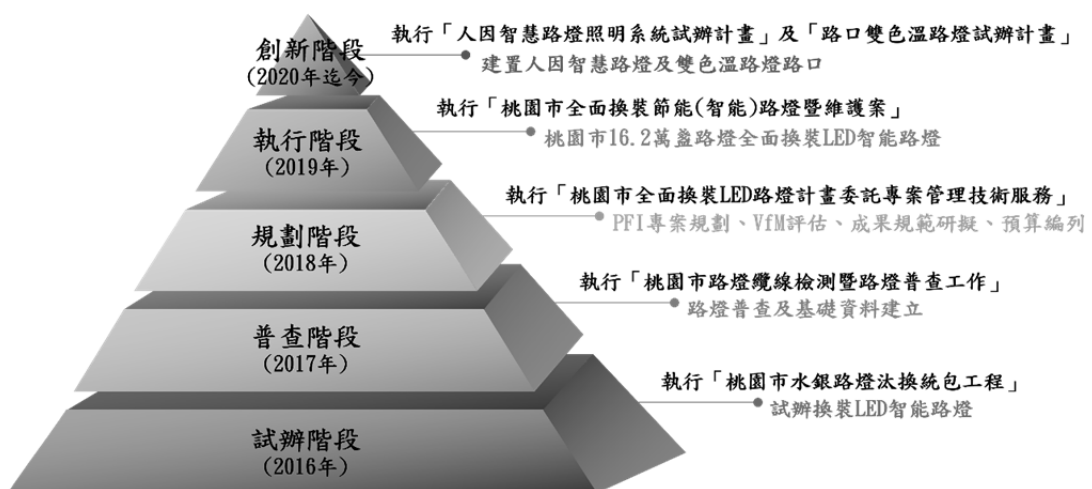 創新階段
(2020年迄今)
執行「人因智慧路燈照明系統試辦計畫」及「路口雙色溫路燈試辦計畫」
建置人因智慧路燈及雙色溫路燈路口
執行階段
(2019年)
執行「桃園市全面換裝節能(智能)路燈暨維護案」
桃園市16.2萬盞路燈全面換裝LED智能路燈
規劃階段
(2018年)
執行「桃園市全面換裝LED路燈計畫委託專案管理技術服務」
PFI專案規劃、VfM評估、成果規範研擬、預算編列
普查階段
(2017年)
執行「桃園市路燈纜線檢測暨路燈普查工作」
路燈普查及基礎資料建立
試辦階段
(2016年)
執行「桃園市水銀路燈汰換統包工程」
試辦換裝LED智能路燈